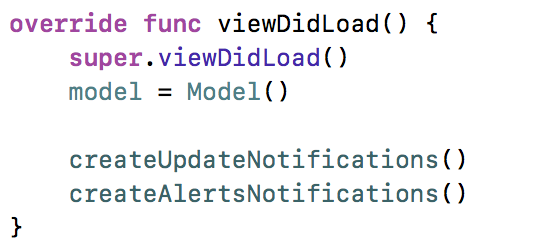 override func viewDidLoad() {
    super.viewDidLoad()
    model = Model()

    createUpdateNotifications()
    createAlertsNotifications()
}